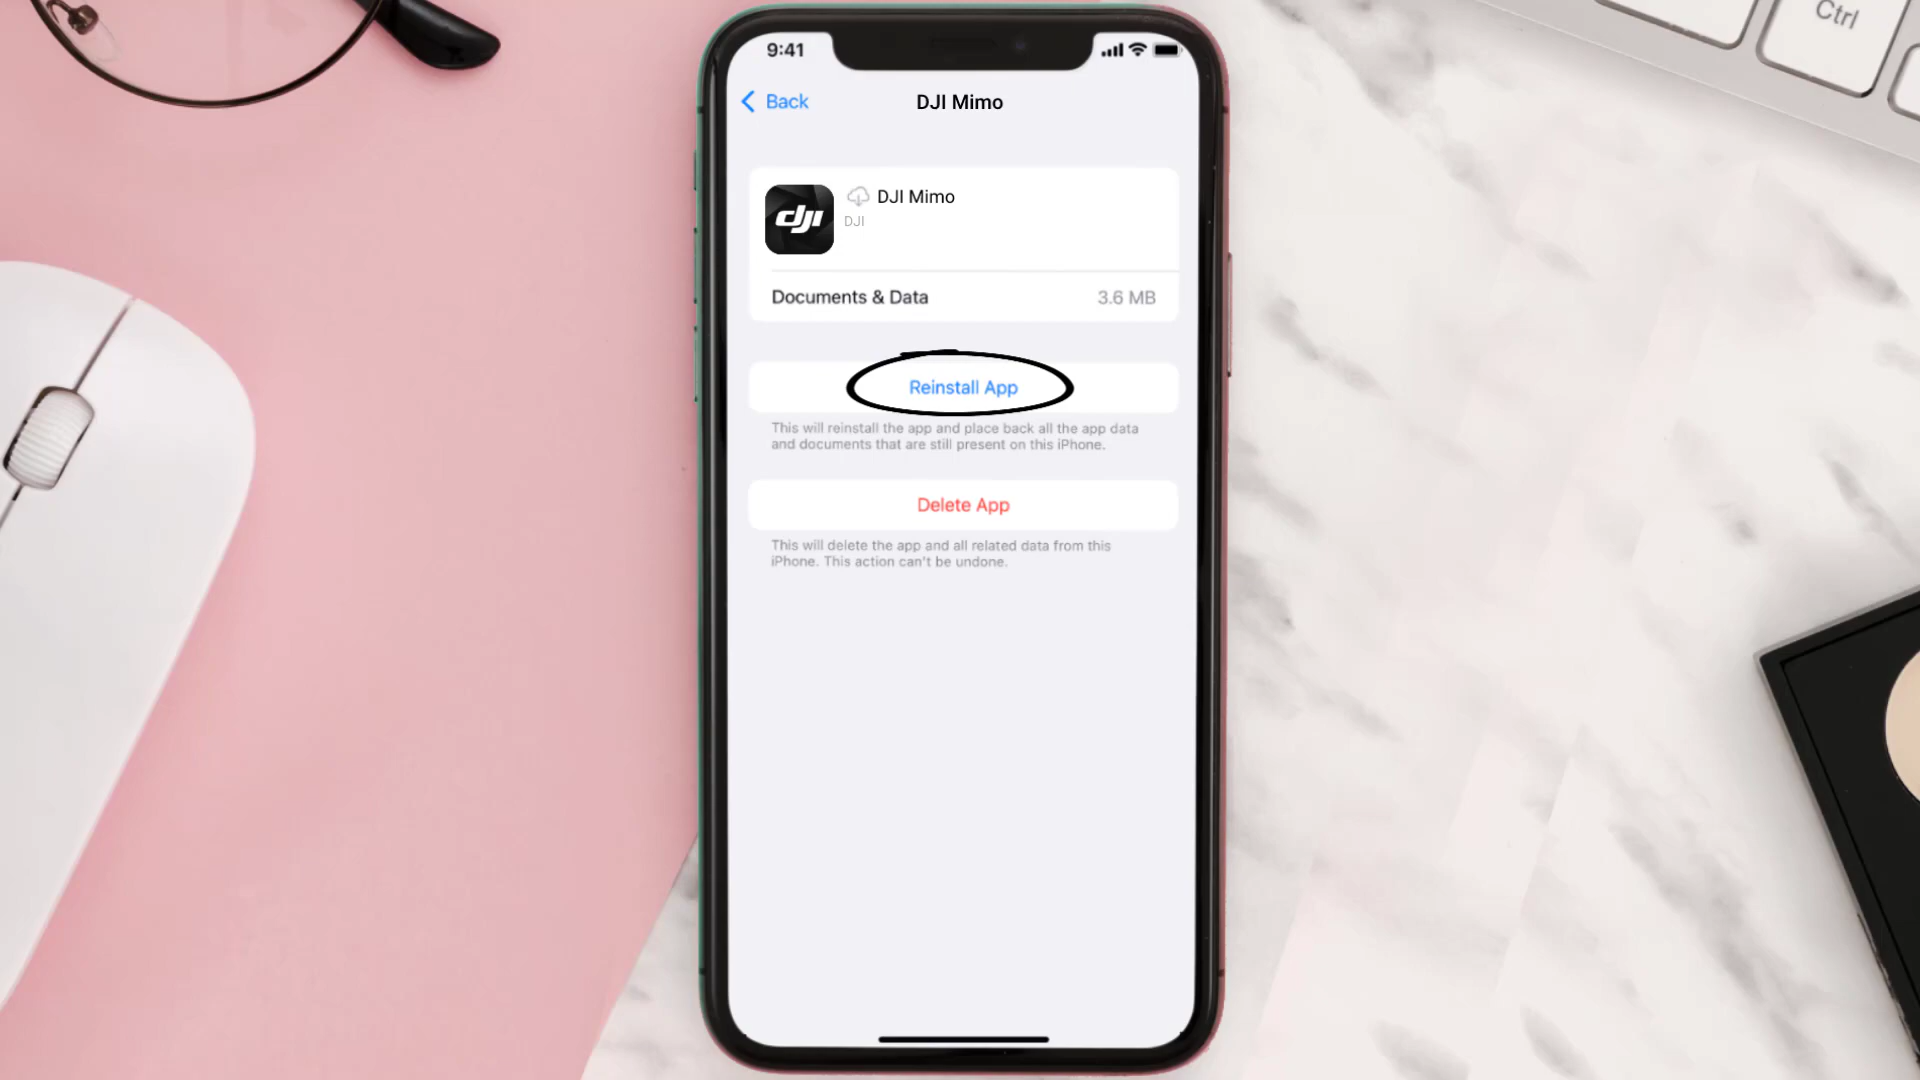 Ctrl
9:41
Back
DJI Mimo
dji
DJI Mimo
DJI
Documents & Data
3.6 MB
Reinstall App
This will reinstall the app and place back all the app data
and documents that are still present on this iPhone.
Delete App
This will delete the app and all related data from this
iPhone. This action can't be undone.